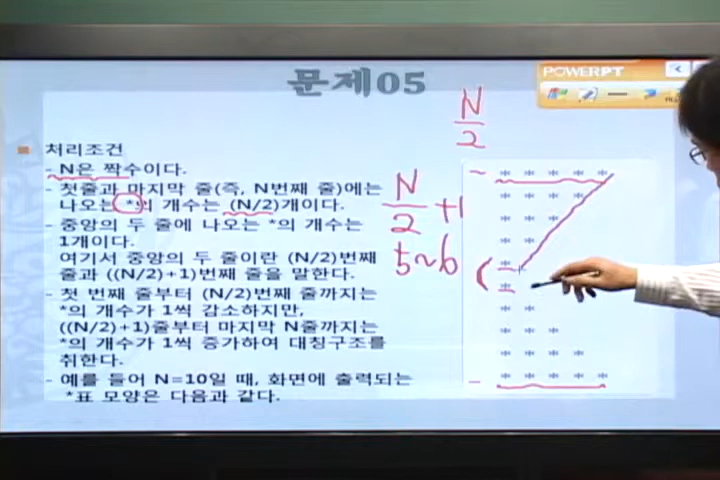 문제05
POWERPT
처리조건
- N은 짝수이다.
- 첫줄과 마지막 줄(즉, N번째 줄)에는
나오는 *의 개수는 (N/2)개이다.
- 중앙의 두 줄에 나오는 *의 개수는
1개이다.
여기서 중앙의 두 줄이란 (N/2)번째
줄과 ((N/2)+1)번째 줄을 말한다.
- 첫 번째 줄부터 (N/2)번째 줄까지는
*의 개수가 1씩 감소하지만,
((N/2)+1)줄부터 마지막 N줄까지는
*의 개수가 1씩 증가하여 대칭구조를
취한다.
- 예를 들어 N=10일 때, 화면에 출력되는
*표 모양은 다음과 같다.
N
2
N
2 +1
5~6
* * * * *
* * * *
* * *
* *
*
*
* *
* * *
* * * *
* * * * *